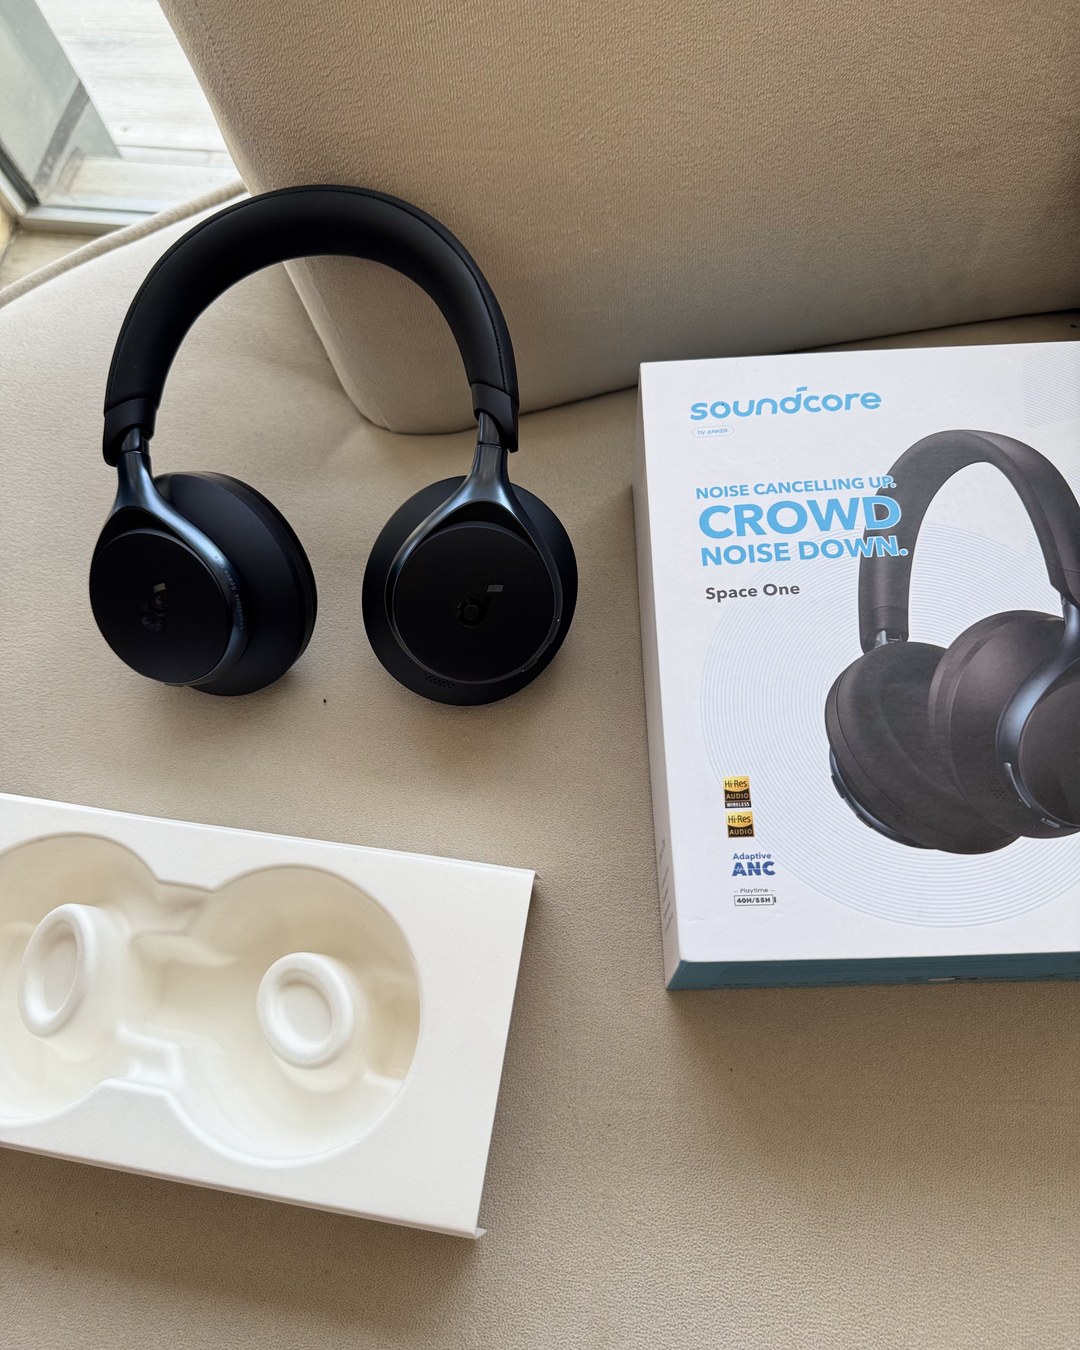 soundcore
by ANKER
NOISE CANCELLING UP.
CROWD
NOISE DOWN.
Space One
Hi-Res
AUDIO
WIRELESS
Hi-Res
AUDIO
Adaptive
ANC
Playtime
40H/55H